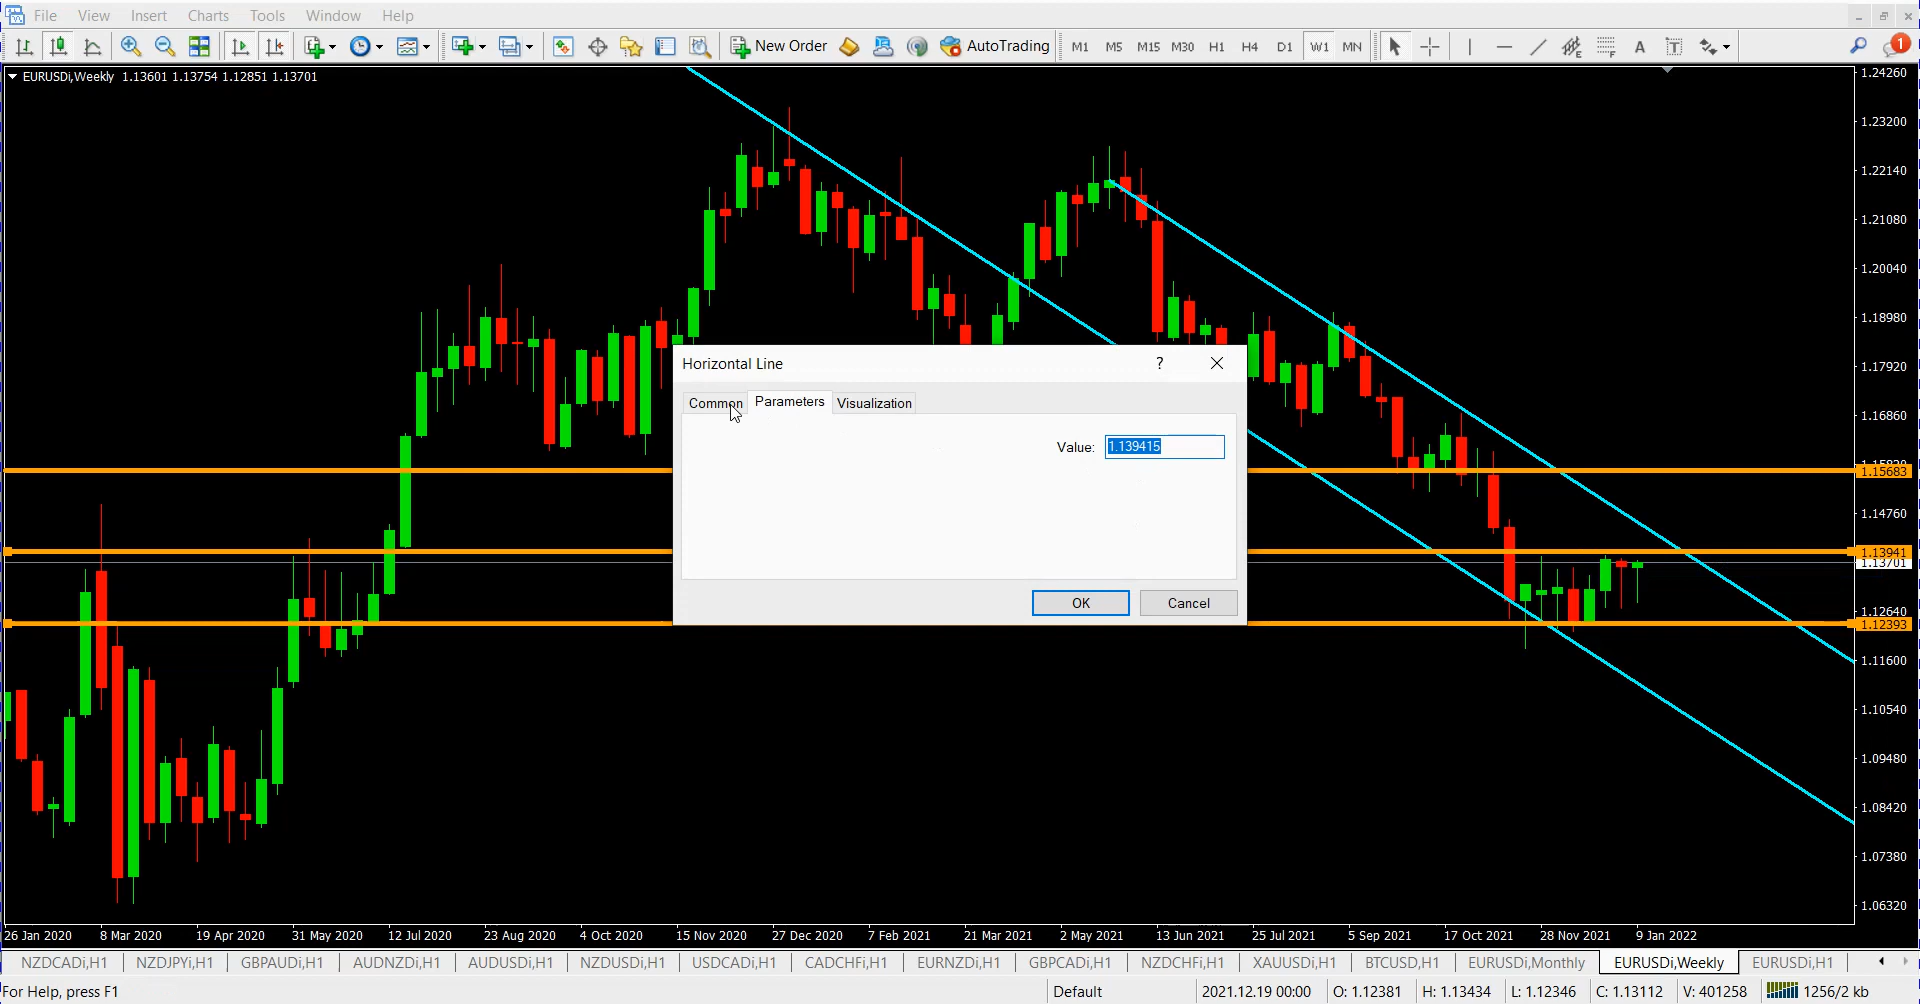 File View Insert Charts Tools Window Help
New Order AutoTrading M1 M5 M15 M30 H1 H4 D1 W1 MN A T 1
EURUSDi,Weekly 1.13601 1.13754 1.12851 1.13701
1.24260
1.23200
1.22140
1.21080
1.20040
1.18980
1.17920
1.16860
1.15683
1.14760
1.13941
1.13701
1.12640
1.12393
1.11600
1.10540
1.09480
1.08420
1.07380
1.06320
Horizontal Line ?
Common Parameters Visualization
Value: 1.139415
OK Cancel
26 Jan 2020 8 Mar 2020 19 Apr 2020 31 May 2020 12 Jul 2020 23 Aug 2020 4 Oct 2020 15 Nov 2020 27 Dec 2020 7 Feb 2021 21 Mar 2021 2 May 2021 13 Jun 2021 25 Jul 2021 5 Sep 2021 17 Oct 2021 28 Nov 2021 9 Jan 2022
NZDCADi,H1 NZDJPYi,H1 GBPAUDi,H1 AUDNZDi,H1 AUDUSDi,H1 NZDUSDi,H1 USDCADi,H1 CADCHFi,H1 EURNZDi,H1 GBPCADi,H1 NZDCHFi,H1 XAUUSDi,H1 BTCUSD,H1 EURUSDi,Monthly EURUSDi,Weekly EURUSDi,H1
For Help, press F1 Default 2021.12.19 00:00 O: 1.12381 H: 1.13434 L: 1.12346 C: 1.13112 V: 401258 1256/2 kb